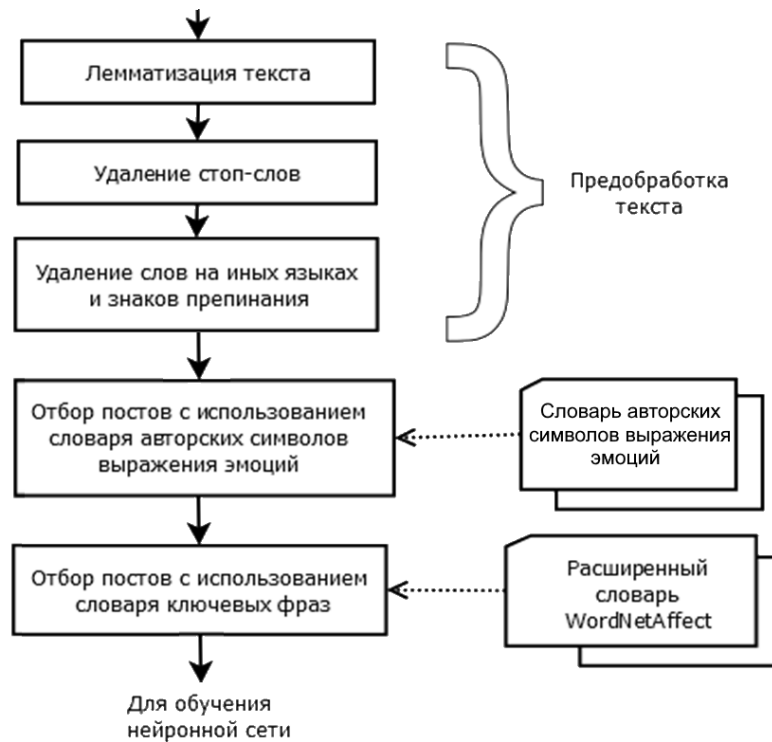 Лемматизация текста
Удаление стоп-слов
Предобработка
текста
Удаление слов на иных языках
и знаков препинания
Отбор постов с использованием
словаря авторских символов
выражения эмоций
Словарь авторских
символов выражения
эмоций
Отбор постов с использованием
словаря ключевых фраз
Расширенный
словарь
WordNetAffect
Для обучения
нейронной сети